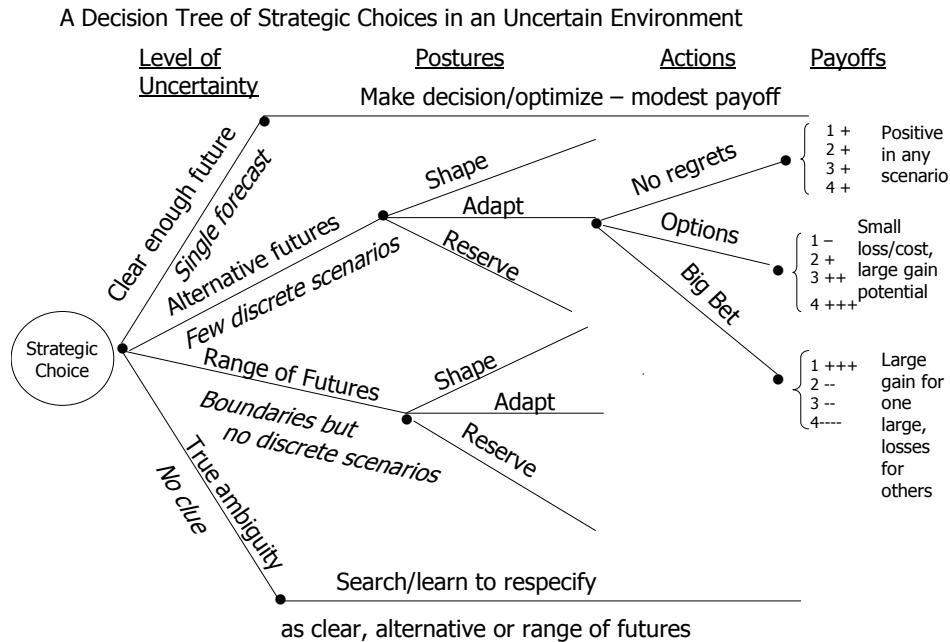 A Decision Tree of Strategic Choices in an Uncertain Environment
Level of
Uncertainty
Postures
Actions
Payoffs
Make decision/optimize – modest payoff
Clear enough future
Single forecast
Alternative futures
Few discrete scenarios
Shape
Adapt
Reserve
No regrets
Options
Big Bet
1 +
2 +
3 +
4 +
Positive
in any
scenario
1 –
2 +
3 ++
4 +++
Small
loss/cost,
large gain
potential
1 +++
2 --
3 --
4----
Large
gain for
one
large,
losses
for
others
Strategic
Choice
Range of Futures
Boundaries but
no discrete scenarios
Shape
Adapt
Reserve
True ambiguity
No clue
Search/learn to respecify
as clear, alternative or range of futures